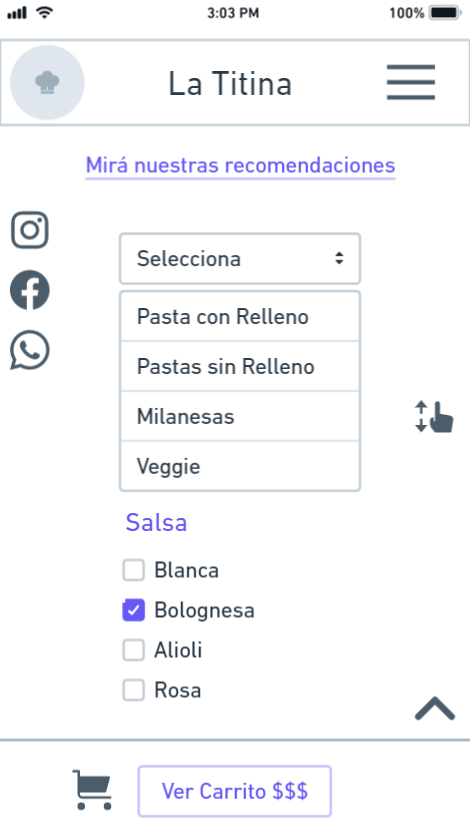 3:03 PM
100%
La Titina
Mirá nuestras recomendaciones
Selecciona
Pasta con Relleno
Pastas sin Relleno
Milanesas
Veggie
Salsa
Blanca
Bolognesa
Alioli
Rosa
Ver Carrito $$$